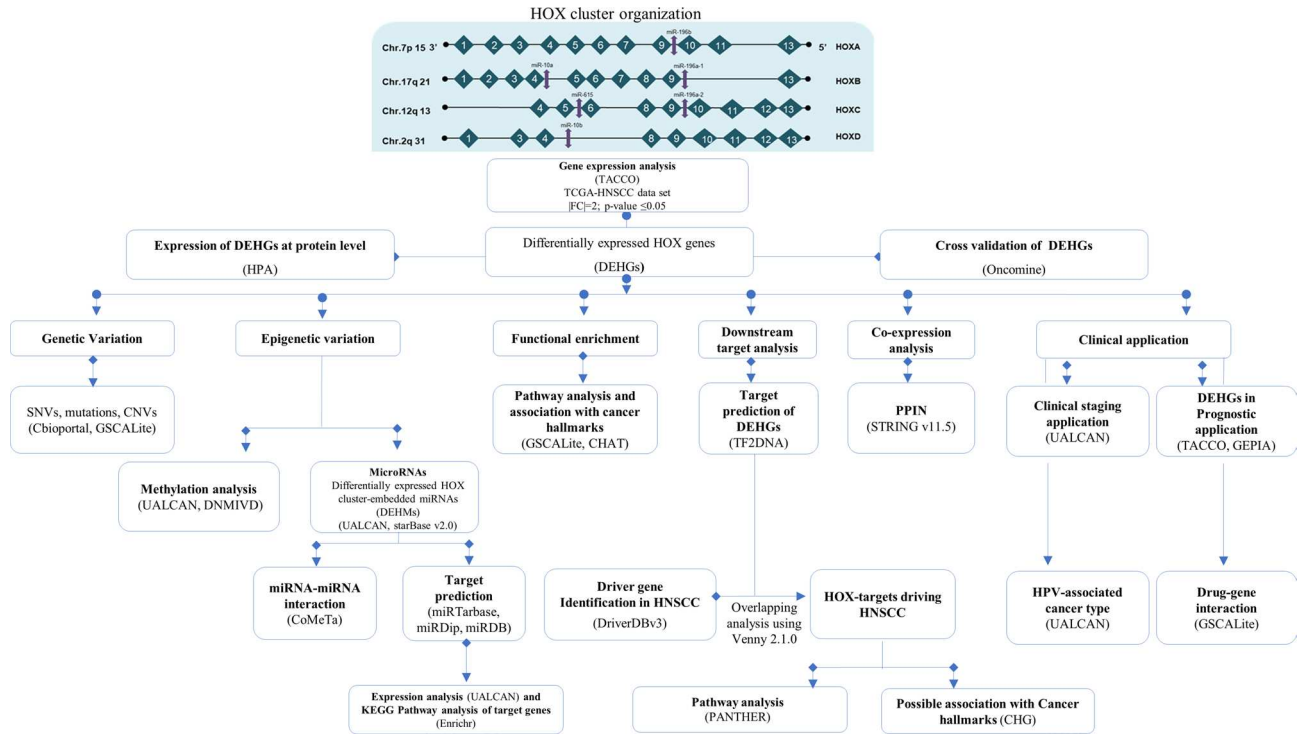 HOX cluster organization
miR-196b
Chr.7p 15 3' 1 2 3 4 5 6 7 9 10 11 13 5' HOXA
miR-10a miR-196a-1
Chr.17q 21 1 2 3 4 5 6 7 8 9 13 HOXB
miR-615 miR-196a-2
Chr.12q 13 4 5 6 8 9 10 11 12 13 HOXC
miR-10b
Chr.2q 31 1 3 4 8 9 10 11 12 13 HOXD
Gene expression analysis
(TACCO)
TCGA-HNSCC data set
|FC|=2; p-value ≤0.05
Expression of DEHGs at protein level
(HPA)
Differentially expressed HOX genes
(DEHGs)
Cross validation of DEHGs
(Oncomine)
Genetic Variation
Epigenetic variation
Functional enrichment
Downstream
target analysis
Co-expression
analysis
Clinical application
SNVs, mutations, CNVs
(Cbioportal, GSCALite)
Pathway analysis and
association with cancer
hallmarks
(GSCALite, CHAT)
Target
prediction of
DEHGs
(TF2DNA)
PPIN
(STRING v11.5)
Clinical staging
application
(UALCAN)
DEHGs in
Prognostic
application
(TACCO, GEPIA)
Methylation analysis
(UALCAN, DNMIVD)
MicroRNAs
Differentially expressed HOX
cluster-embedded miRNAs
(DEHMs)
(UALCAN, starBase v2.0)
miRNA-miRNA
interaction
(CoMeTa)
Target
prediction
(miRTarbase,
miRDip, miRDB)
Driver gene
Identification in HNSCC
(DriverDBv3)
Overlapping
analysis using
Venny 2.1.0
HOX-targets driving
HNSCC
HPV-associated
cancer type
(UALCAN)
Drug-gene
interaction
(GSCALite)
Expression analysis (UALCAN) and
KEGG Pathway analysis of target genes
(Enrichr)
Pathway analysis
(PANTHER)
Possible association with Cancer
hallmarks (CHG)